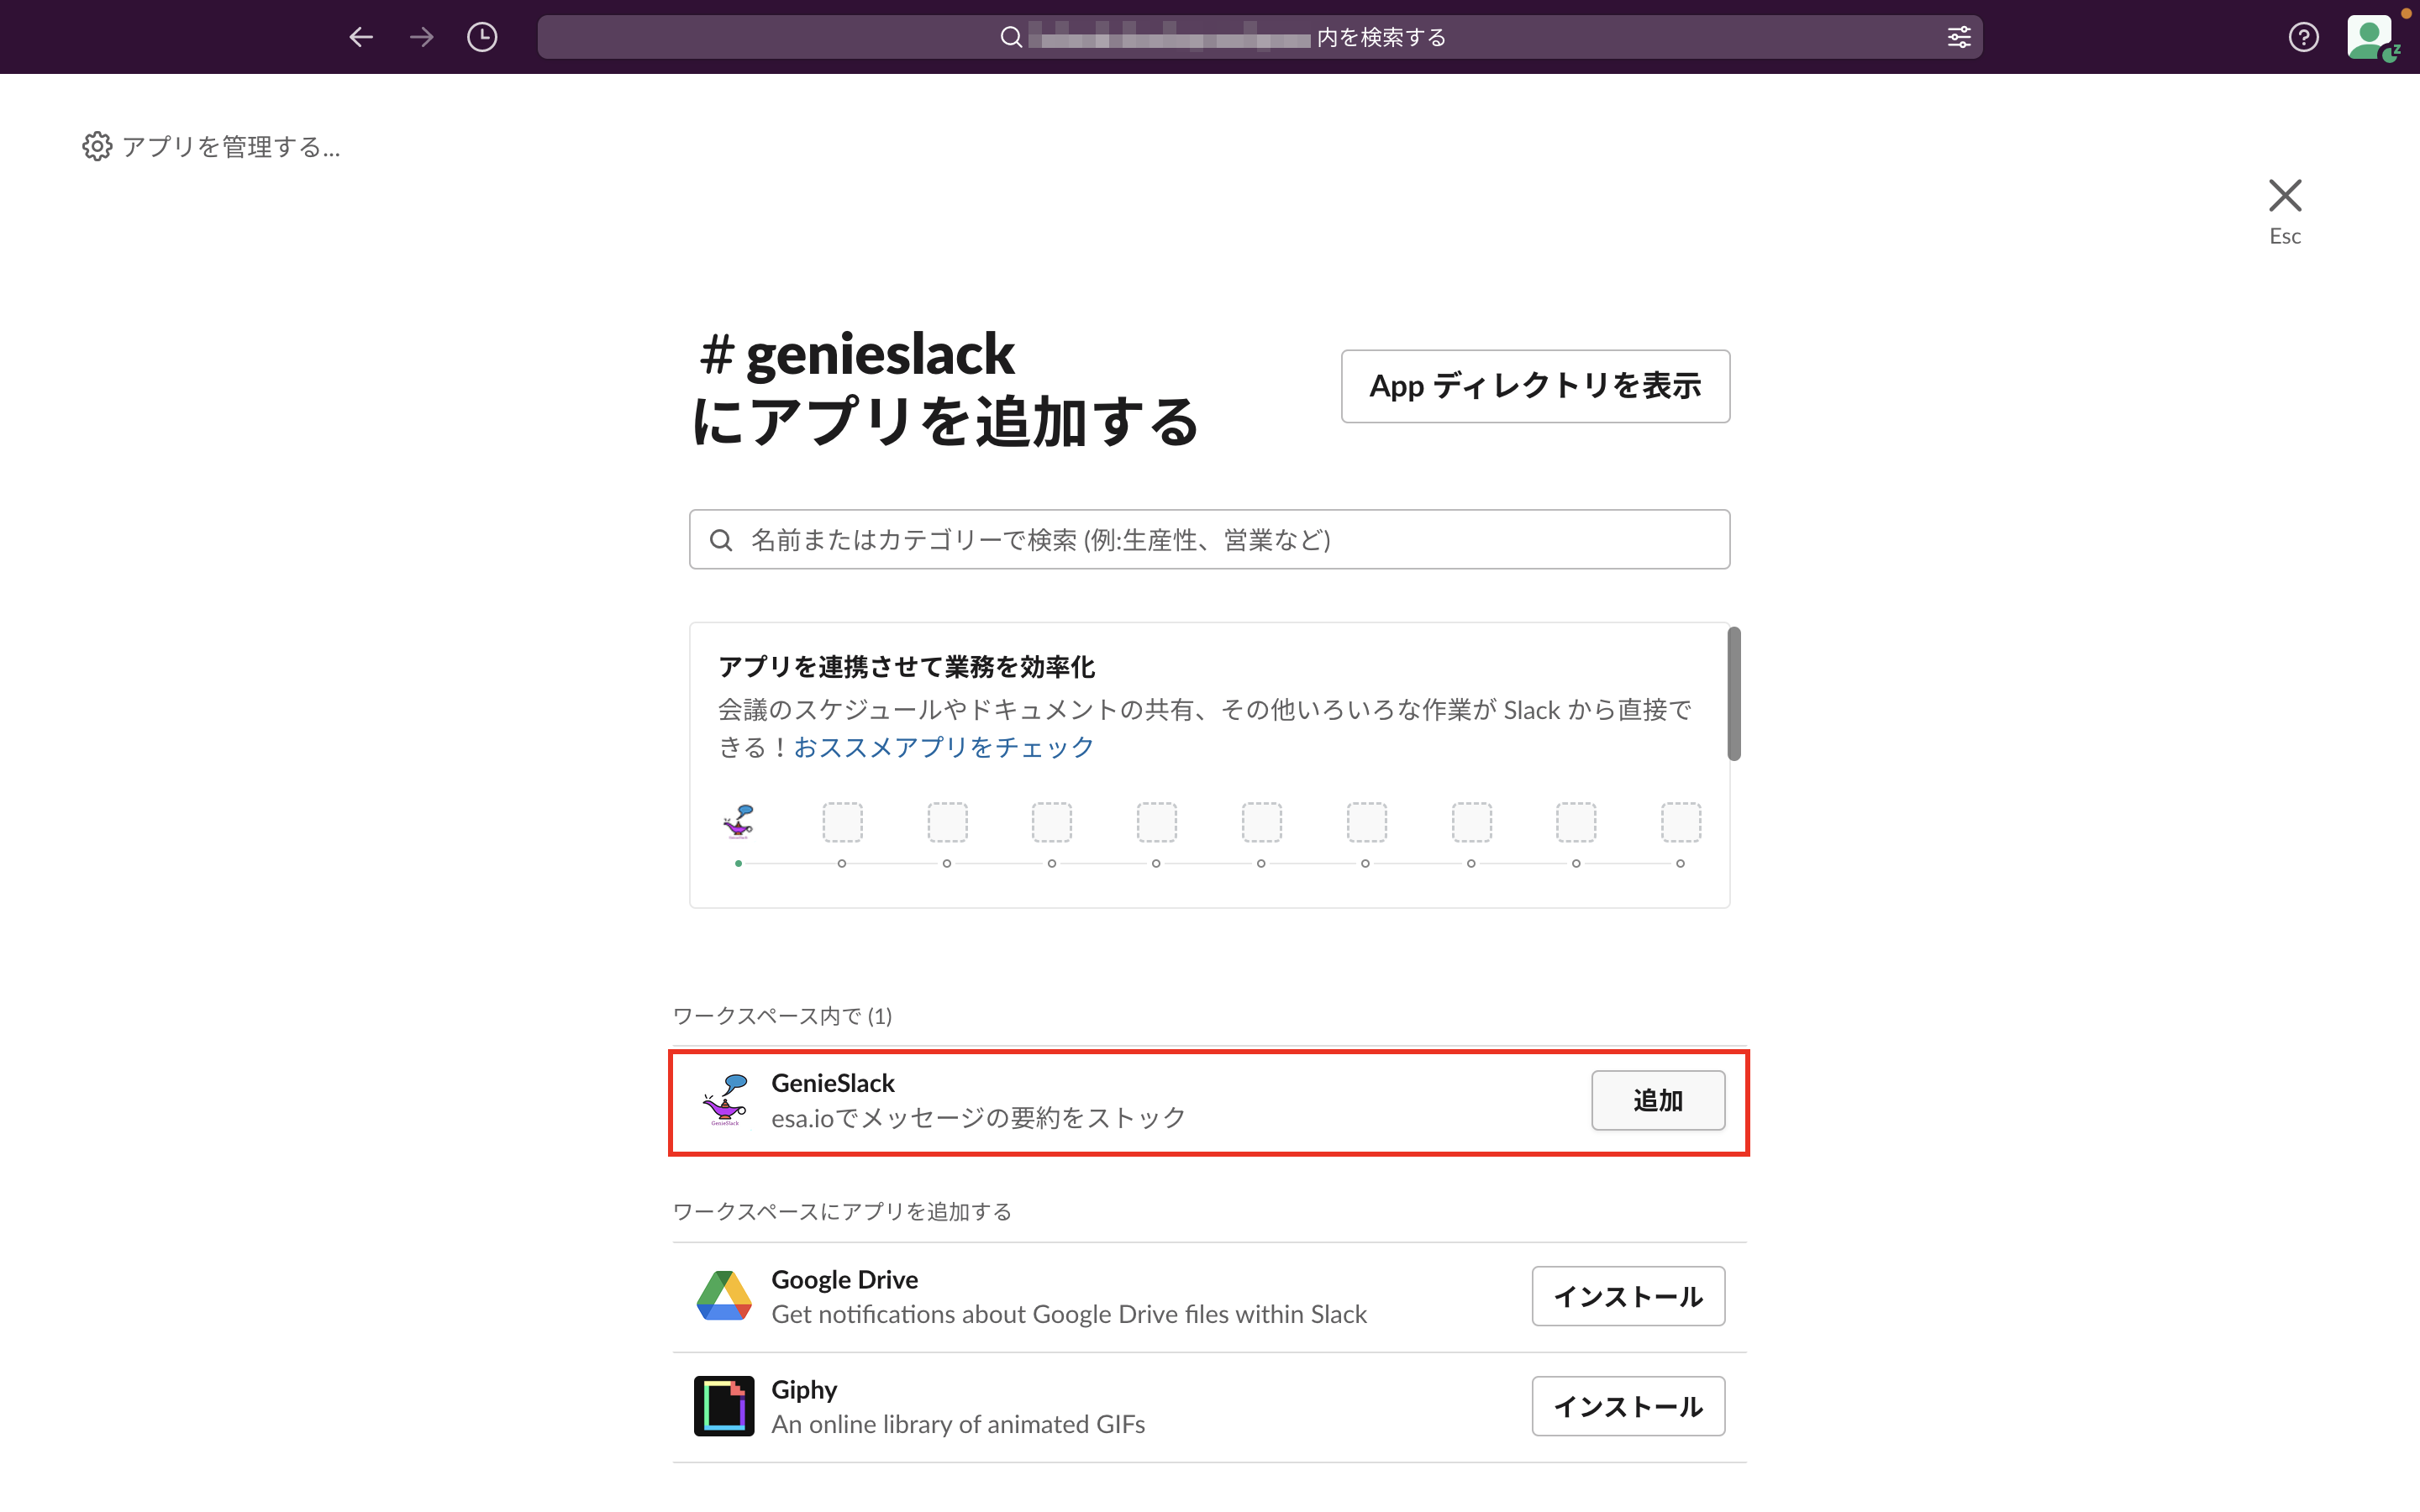 内を検索する
アプリを管理する...
Esc
# genieslack
にアプリを追加する
App ディレクトリを表示
名前またはカテゴリーで検索 (例:生産性、営業など)
アプリを連携させて業務を効率化
会議のスケジュールやドキュメントの共有、その他いろいろな作業が Slack から直接で
きる！おススメアプリをチェック
ワークスペース内で (1)
GenieSlack
esa.ioでメッセージの要約をストック
追加
GenieSlack
ワークスペースにアプリを追加する
Google Drive
Get notifications about Google Drive files within Slack
インストール
Giphy
An online library of animated GIFs
インストール